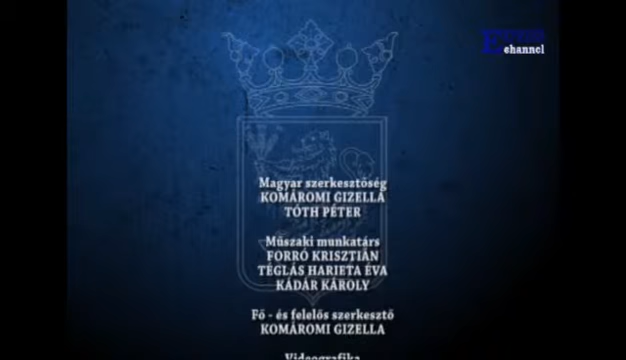 channel
Magyar szerkesztőség
KOMÁROMI GIZELLA
TÓTH PÉTER
Műszaki munkatárs
FORRÓ KRISZTIÁN
TÉGLÁS HARIETA ÉVA
KÁDÁR KÁROLY
Fő - és felelős szerkesztő
KOMÁROMI GIZELLA
Videografika